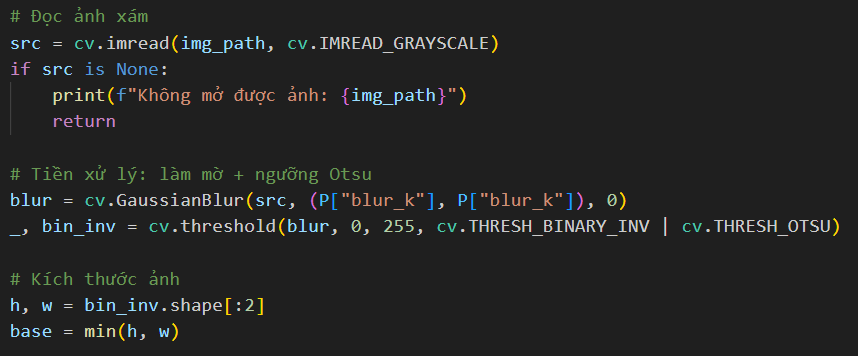 # Đọc ảnh xám
src = cv.imread(img_path, cv.IMREAD_GRAYSCALE)
if src is None:
    print(f"Không mở được ảnh: {img_path}")
    return
# Tiền xử lý: làm mờ + ngưỡng Otsu
blur = cv.GaussianBlur(src, (P["blur_k"], P["blur_k"]), 0)
_, bin_inv = cv.threshold(blur, 0, 255, cv.THRESH_BINARY_INV | cv.THRESH_OTSU)
# Kích thước ảnh
h, w = bin_inv.shape[:2]
base = min(h, w)